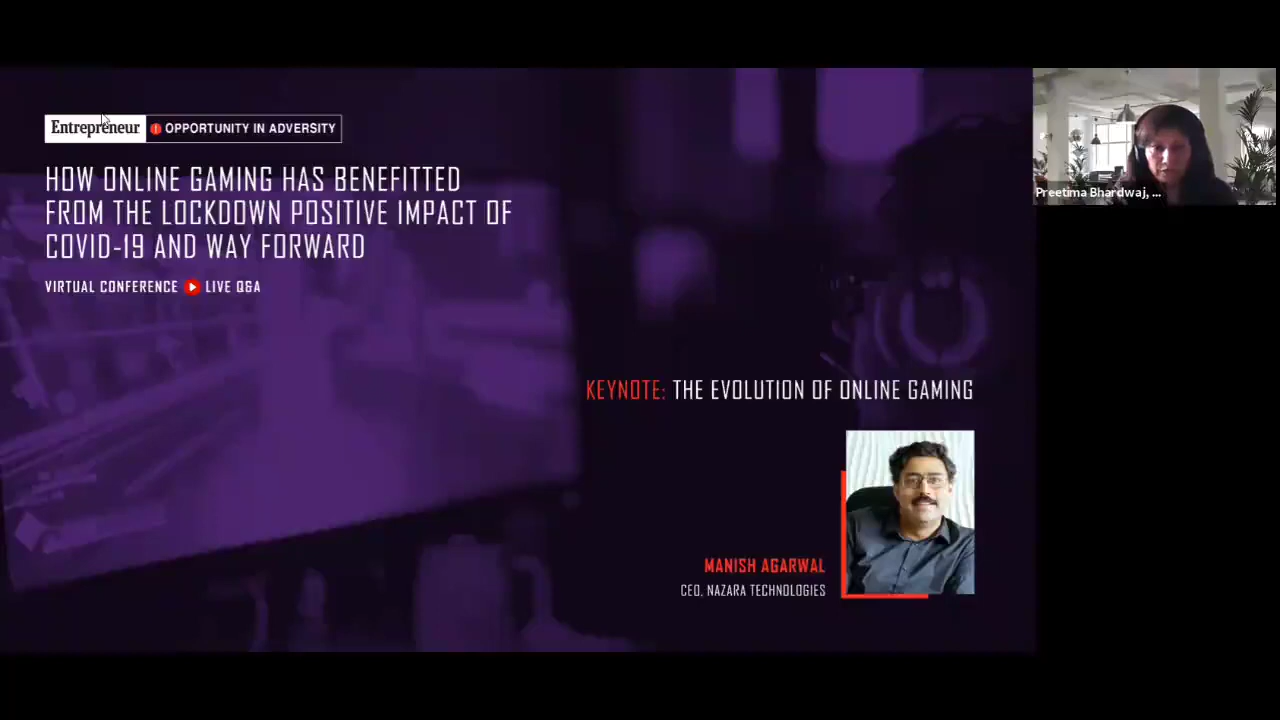 Entrepreneur OPPORTUNITY IN ADVERSITY
HOW ONLINE GAMING HAS BENEFITTED
FROM THE LOCKDOWN POSITIVE IMPACT OF
COVID-19 AND WAY FORWARD
VIRTUAL CONFERENCE LIVE Q&A
KEYNOTE: THE EVOLUTION OF ONLINE GAMING
MANISH AGARWAL
CEO, NAZARA TECHNOLOGIES
Preetima Bhardwaj, ...